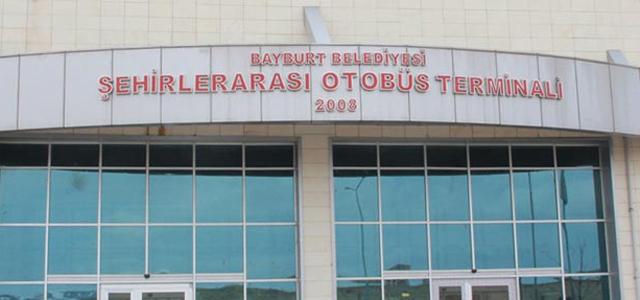 BAYBURT BELEDİYESİ
ŞEHİRLERARASI OTOBÜS TERMİNALİ
2008